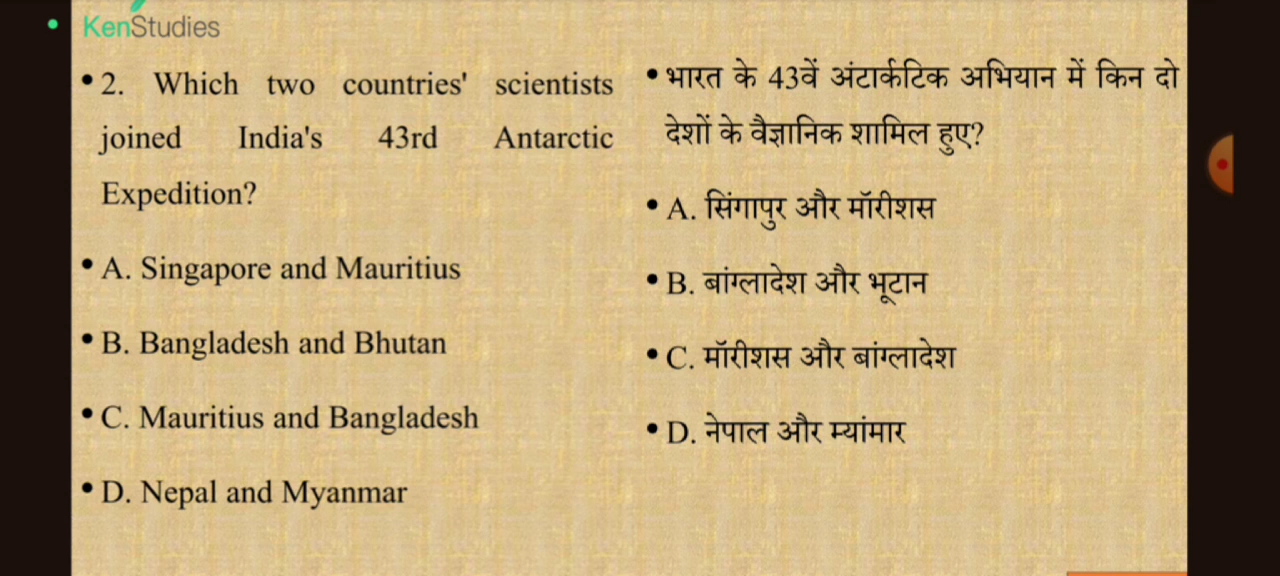 KenStudies
• 2. Which two countries' scientists
joined India's 43rd Antarctic
Expedition?
• A. Singapore and Mauritius
• B. Bangladesh and Bhutan
• C. Mauritius and Bangladesh
• D. Nepal and Myanmar
• भारत के 43वें अंटार्कटिक अभियान में किन दो
देशों के वैज्ञानिक शामिल हुए?
• A. सिंगापुर और मॉरीशस
• B. बांग्लादेश और भूटान
• C. मॉरीशस और बांग्लादेश
• D. नेपाल और म्यांमार